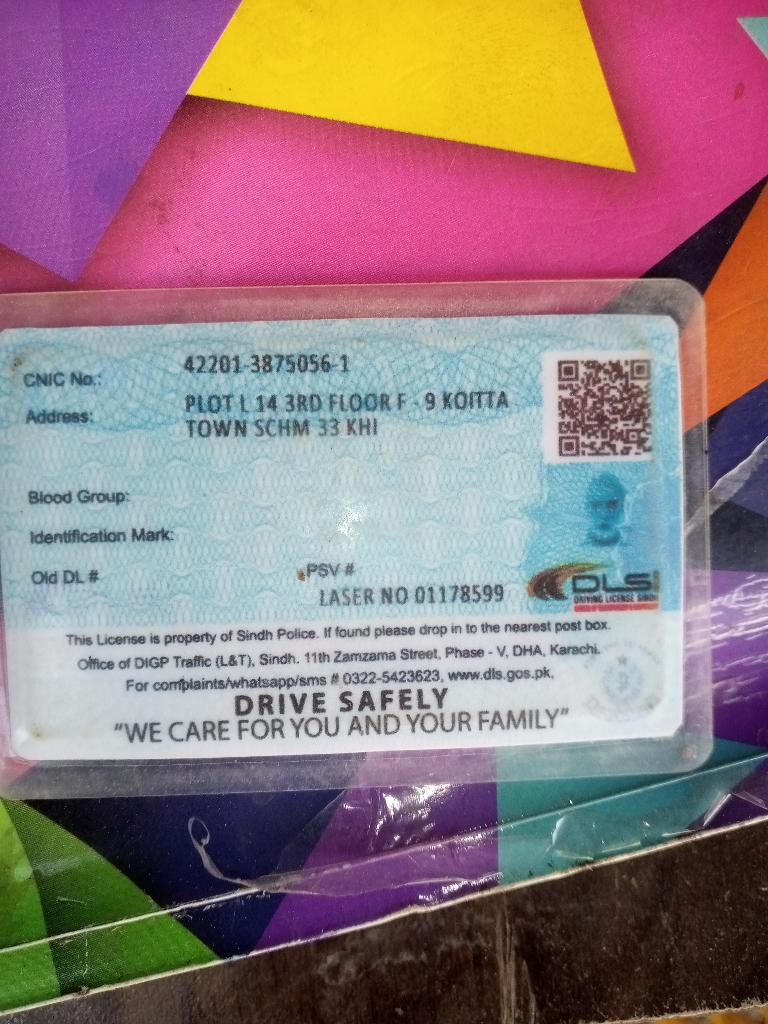 CNIC No.: 42201-3875056-1
Address: PLOT L 14 3RD FLOOR F - 9 KOITTA
TOWN SCHM 33 KHI
Blood Group:
Identification Mark:
Old DL # PSV #
LASER NO 01178599
DLS
DRIVING LICENSE SINDH
This License is property of Sindh Police. If found please drop in to the nearest post box.
Office of DIGP Traffic (L&T), Sindh. 11th Zamzama Street, Phase - V, DHA, Karachi.
For complaints/whatsapp/sms # 0322-5423623, www.dls.gos.pk,
DRIVE SAFELY
"WE CARE FOR YOU AND YOUR FAMILY"